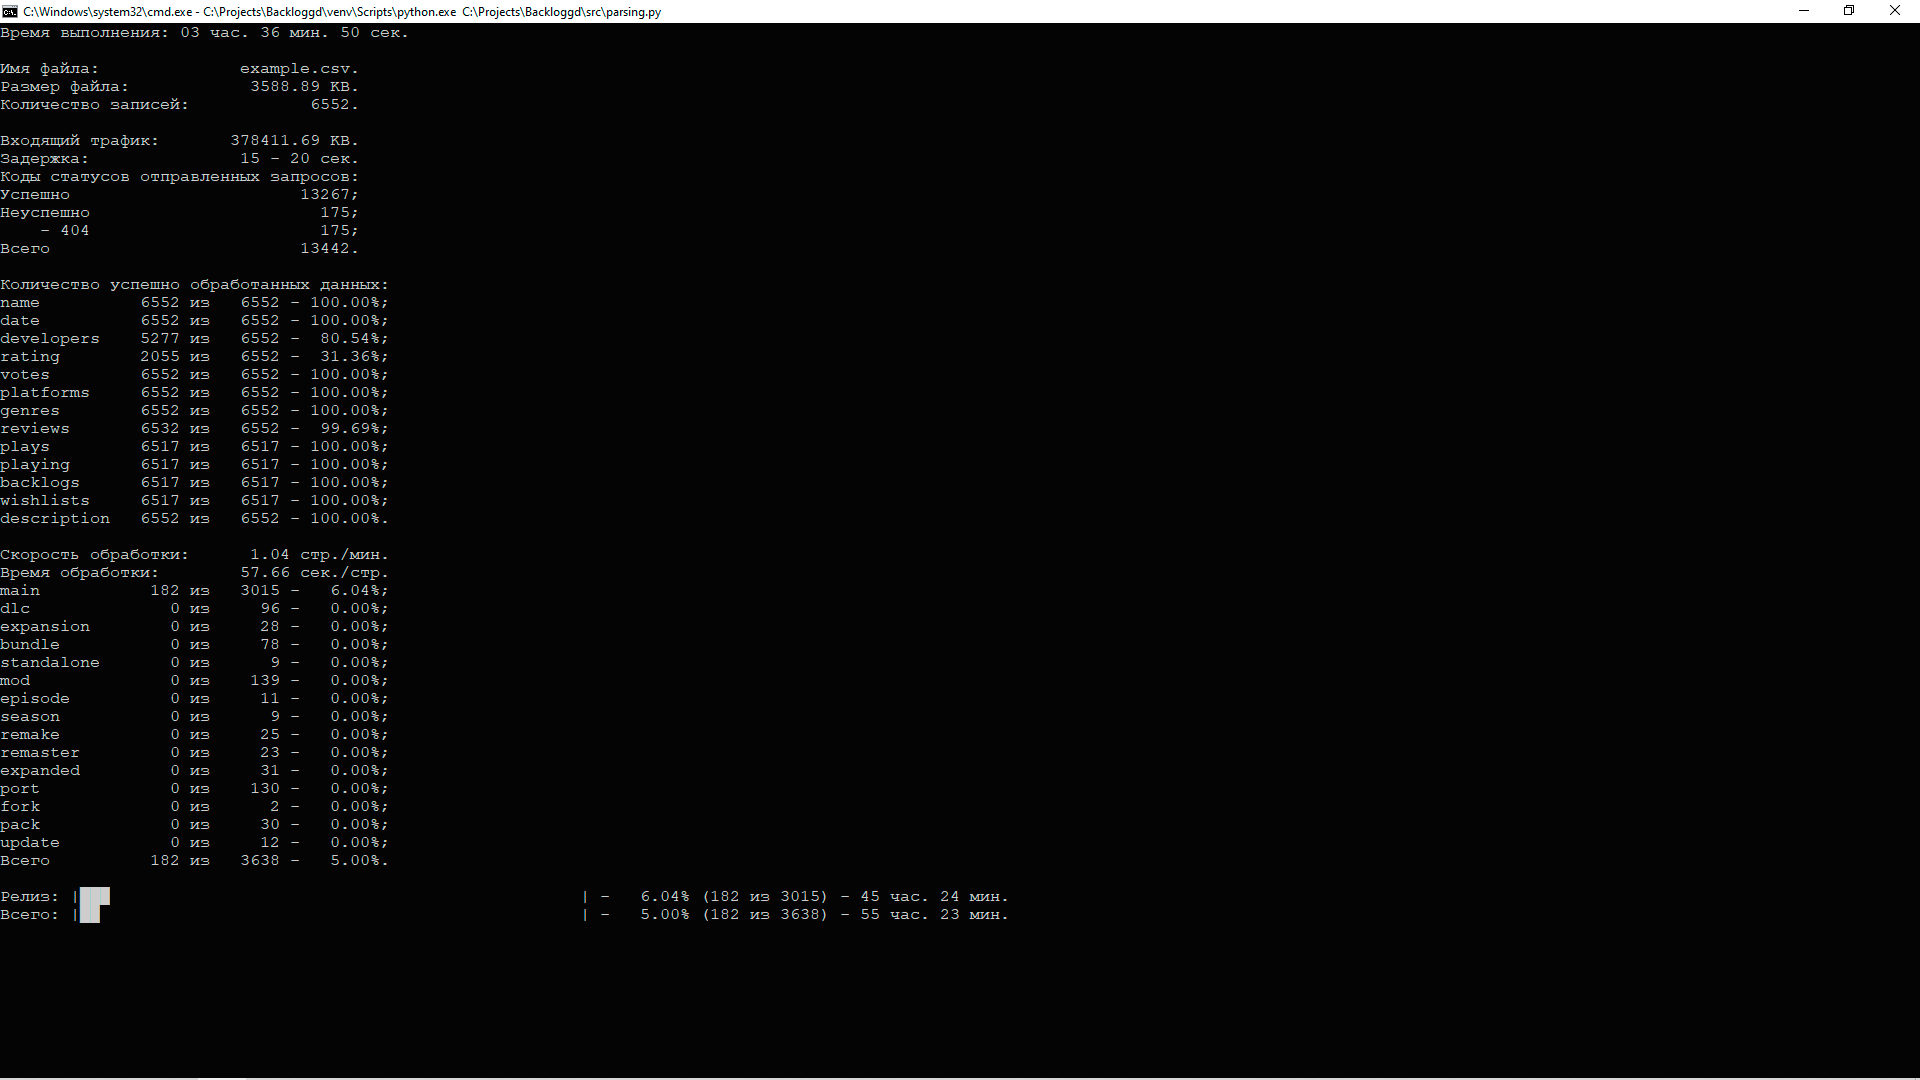 C:\Windows\system32\cmd.exe - C:\Projects\Backloggd\venv\Scripts\python.exe C:\Projects\Backloggd\src\parsing.py
Время выполнения: 03 час. 36 мин. 50 сек.
Имя файла: example.csv.
Размер файла: 3588.89 KB.
Количество записей: 6552.
Входящий трафик: 378411.69 KB.
Задержка: 15 - 20 сек.
Коды статусов отправленных запросов:
Успешно 13267;
Неуспешно 175;
- 404 175;
Всего 13442.
Количество успешно обработанных данных:
name 6552 из 6552 - 100.00%;
date 6552 из 6552 - 100.00%;
developers 5277 из 6552 - 80.54%;
rating 2055 из 6552 - 31.36%;
votes 6552 из 6552 - 100.00%;
platforms 6552 из 6552 - 100.00%;
genres 6552 из 6552 - 100.00%;
reviews 6532 из 6552 - 99.69%;
plays 6517 из 6517 - 100.00%;
playing 6517 из 6517 - 100.00%;
backlogs 6517 из 6517 - 100.00%;
wishlists 6517 из 6517 - 100.00%;
description 6552 из 6552 - 100.00%.
Скорость обработки: 1.04 стр./мин.
Время обработки: 57.66 сек./стр.
main 182 из 3015 - 6.04%;
dlc 0 из 96 - 0.00%;
expansion 0 из 28 - 0.00%;
bundle 0 из 78 - 0.00%;
standalone 0 из 9 - 0.00%;
mod 0 из 139 - 0.00%;
episode 0 из 11 - 0.00%;
season 0 из 9 - 0.00%;
remake 0 из 25 - 0.00%;
remaster 0 из 23 - 0.00%;
expanded 0 из 31 - 0.00%;
port 0 из 130 - 0.00%;
fork 0 из 2 - 0.00%;
pack 0 из 30 - 0.00%;
update 0 из 12 - 0.00%;
Всего 182 из 3638 - 5.00%.
Релиз: |███ | - 6.04% (182 из 3015) - 45 час. 24 мин.
Всего: |██ | - 5.00% (182 из 3638) - 55 час. 23 мин.